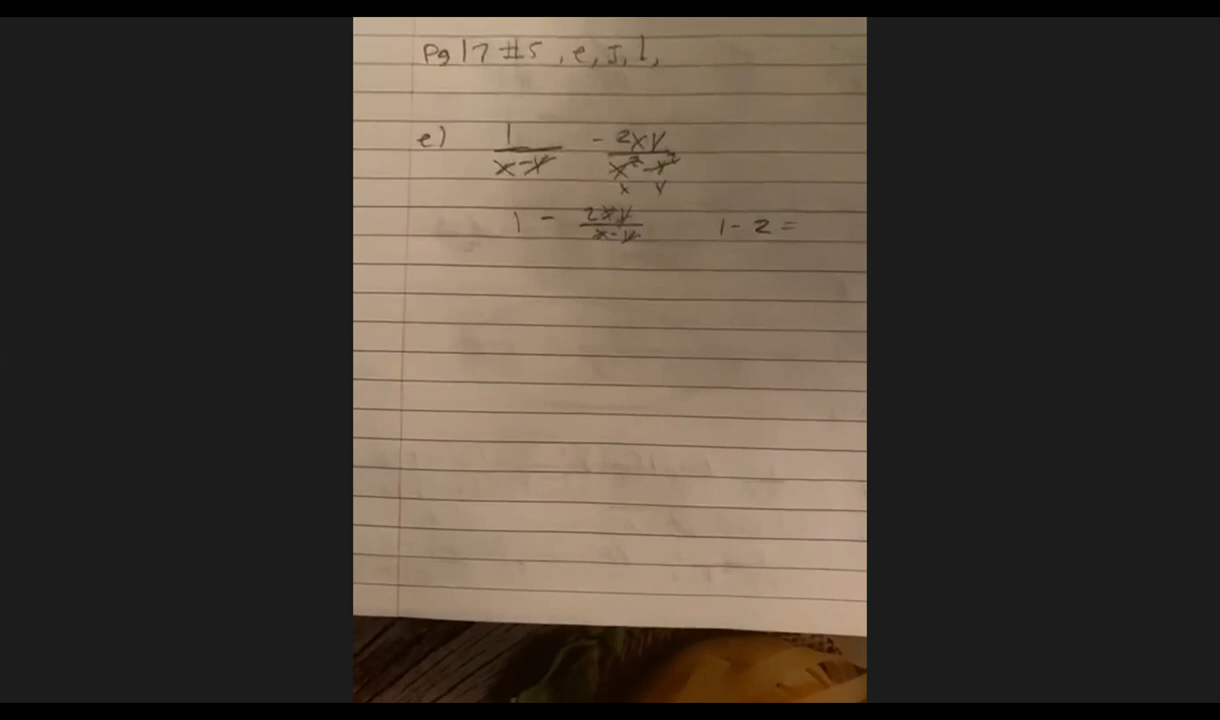 Pg 17 #5, e, J, l,
e) 1/(x-y) - 2xy/(x²-y²)
x y
1 - 2xy/(x-y) 1-2=